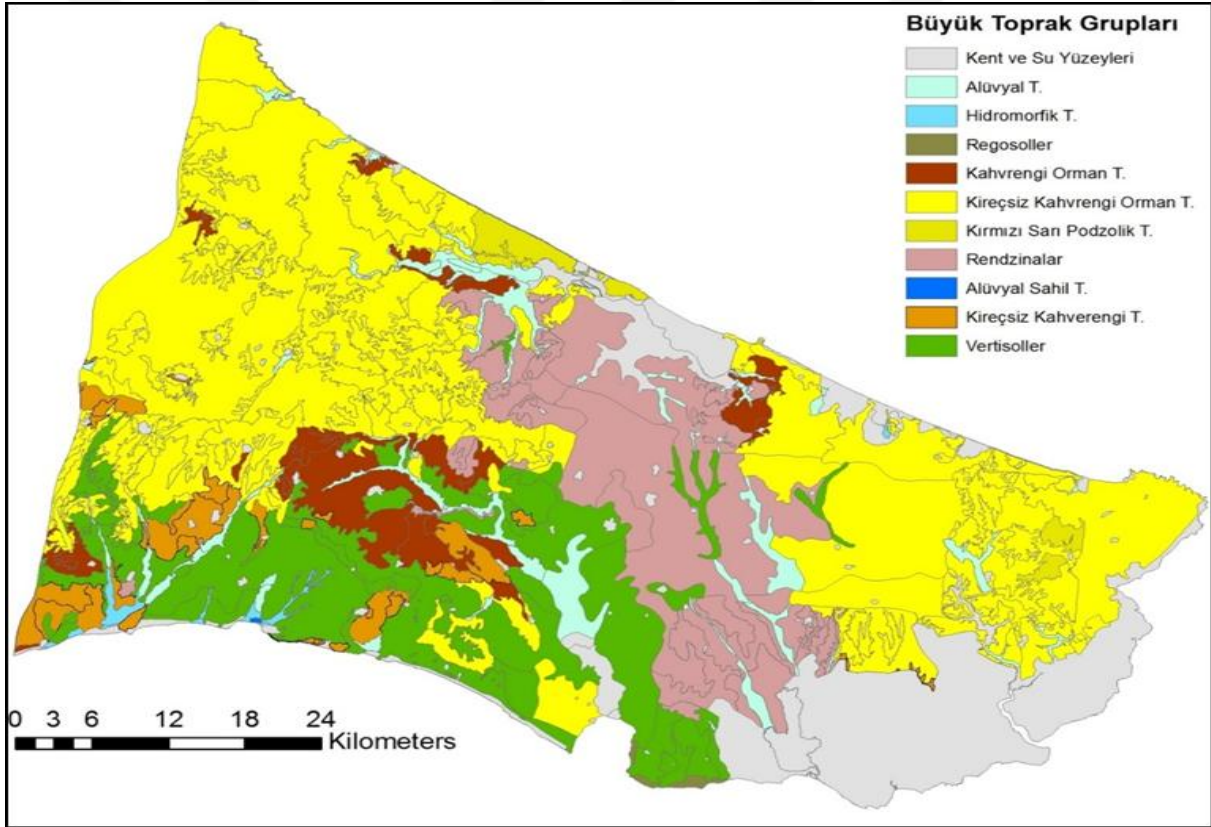 Büyük Toprak Grupları
Kent ve Su Yüzeyleri
Alüvyal T.
Hidromorfik T.
Regosoller
Kahvrengi Orman T.
Kireçsiz Kahvrengi Orman T.
Kırmızı Sarı Podzolik T.
Rendzinalar
Alüvyal Sahil T.
Kireçsiz Kahverengi T.
Vertisoller
0 3 6 12 18 24
Kilometers